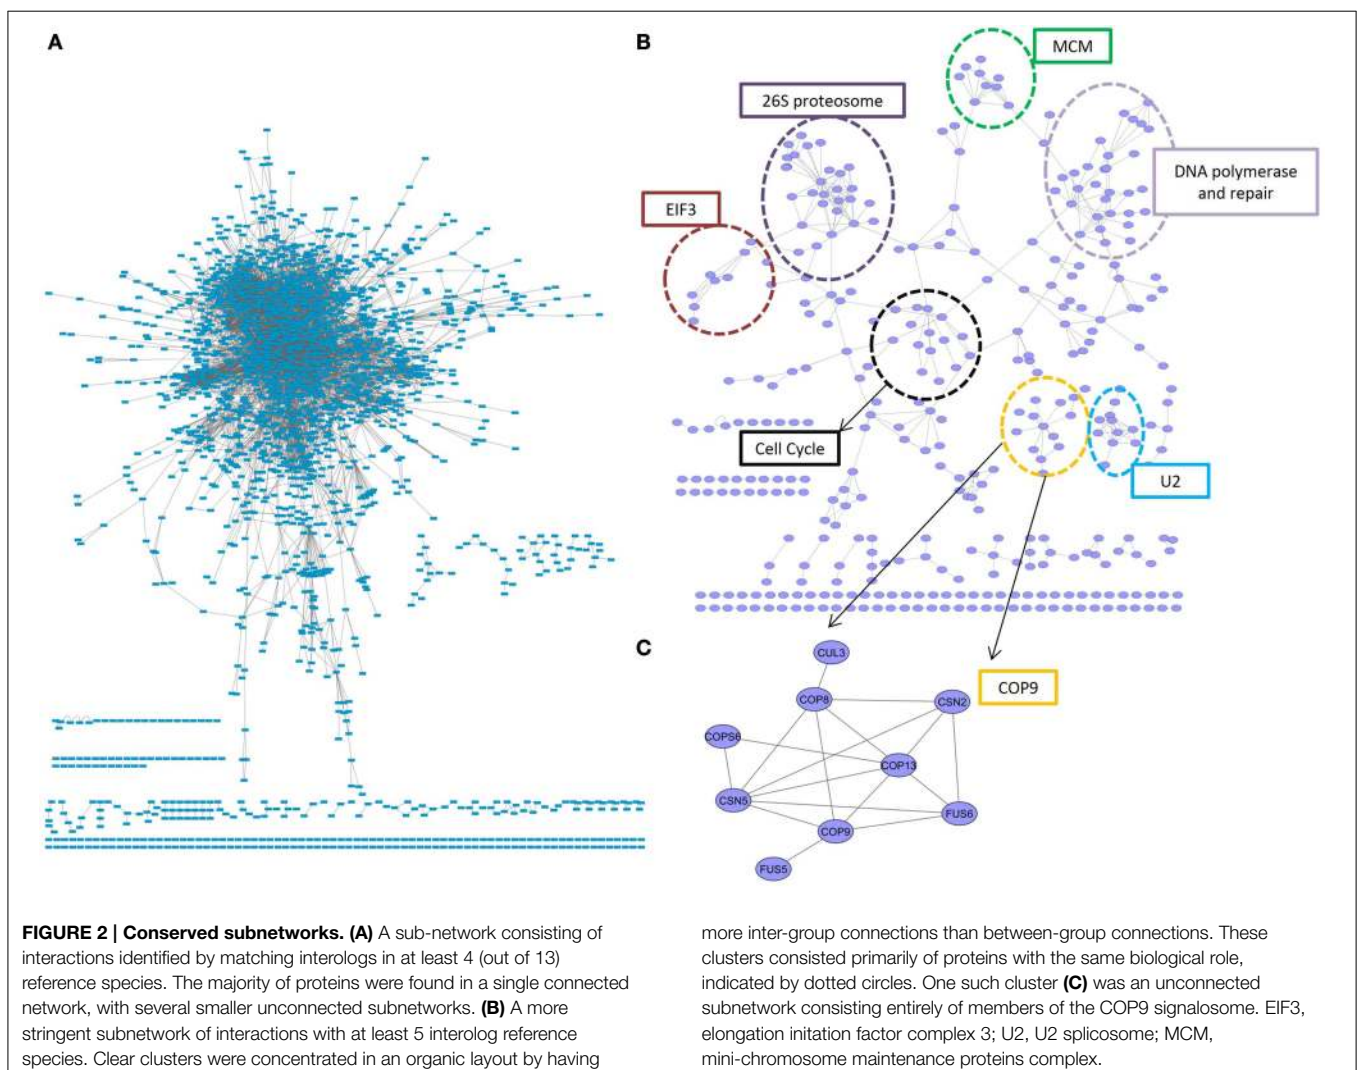 A
B
MCM
26S proteosome
DNA polymerase
and repair
EIF3
Cell Cycle
U2
C
CUL3
COP9
COP8
CSN2
COPS6
COP13
CSN5
FUS6
COP9
FUS5
FIGURE 2 | Conserved subnetworks. (A) A sub-network consisting of
interactions identified by matching interologs in at least 4 (out of 13)
reference species. The majority of proteins were found in a single connected
network, with several smaller unconnected subnetworks. (B) A more
stringent subnetwork of interactions with at least 5 interolog reference
species. Clear clusters were concentrated in an organic layout by having
more inter-group connections than between-group connections. These
clusters consisted primarily of proteins with the same biological role,
indicated by dotted circles. One such cluster (C) was an unconnected
subnetwork consisting entirely of members of the COP9 signalosome. EIF3,
elongation initation factor complex 3; U2, U2 splicosome; MCM,
mini-chromosome maintenance proteins complex.